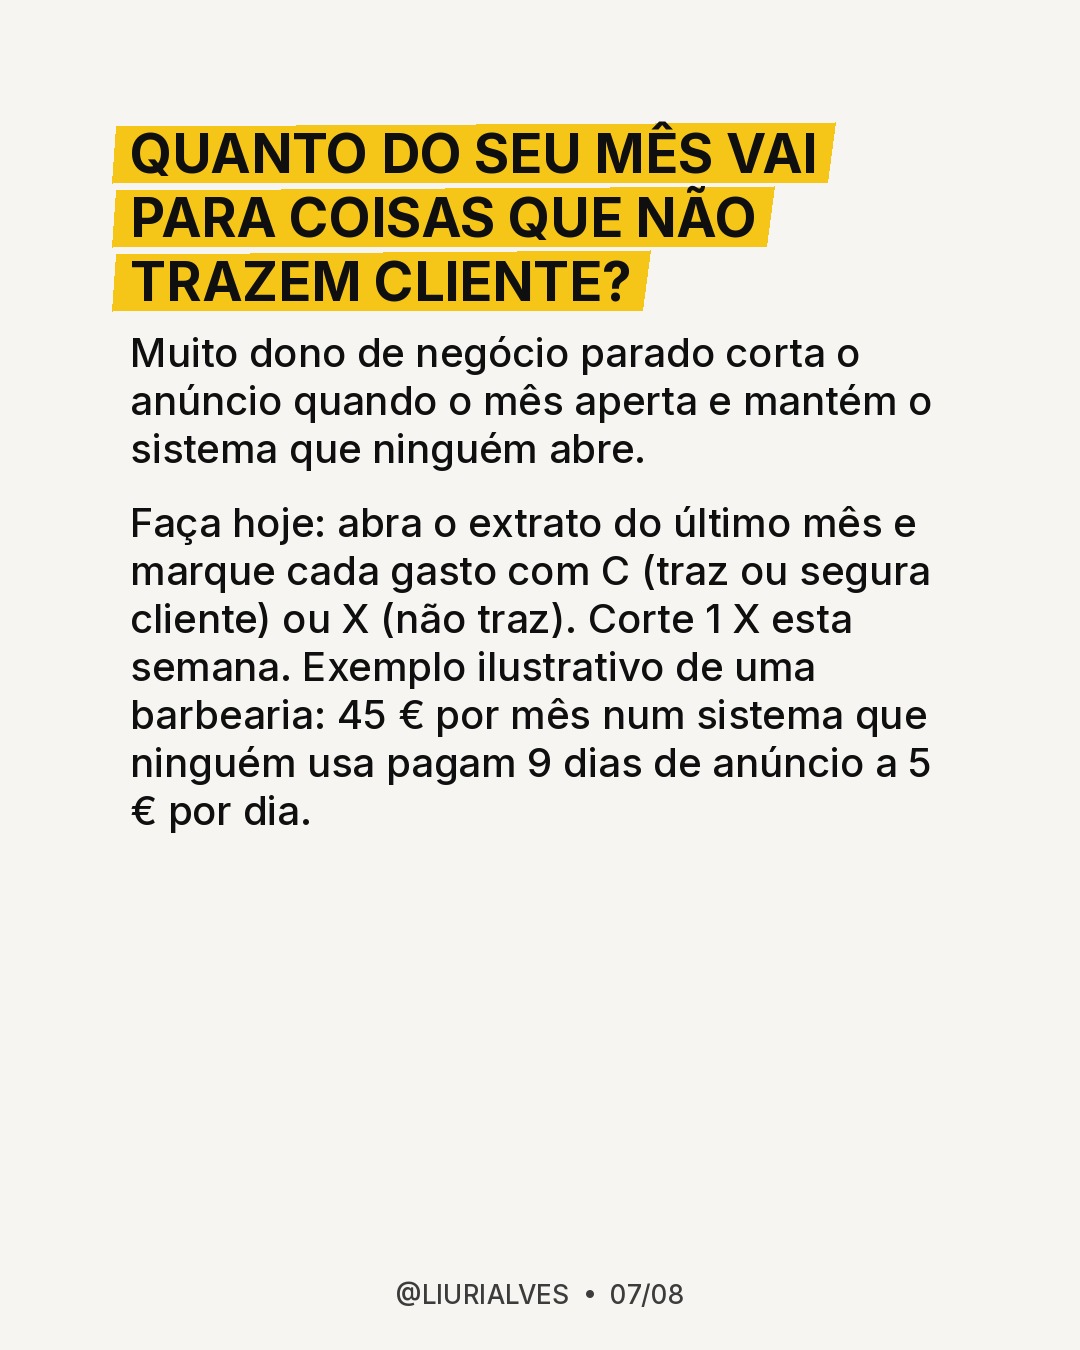 QUANTO DO SEU MÊS VAI
PARA COISAS QUE NÃO
TRAZEM CLIENTE?
Muito dono de negócio parado corta o
anúncio quando o mês aperta e mantém o
sistema que ninguém abre.
Faça hoje: abra o extrato do último mês e
marque cada gasto com C (traz ou segura
cliente) ou X (não traz). Corte 1 X esta
semana. Exemplo ilustrativo de uma
barbearia: 45 € por mês num sistema que
ninguém usa pagam 9 dias de anúncio a 5
€ por dia.
@LIURIALVES • 07/08